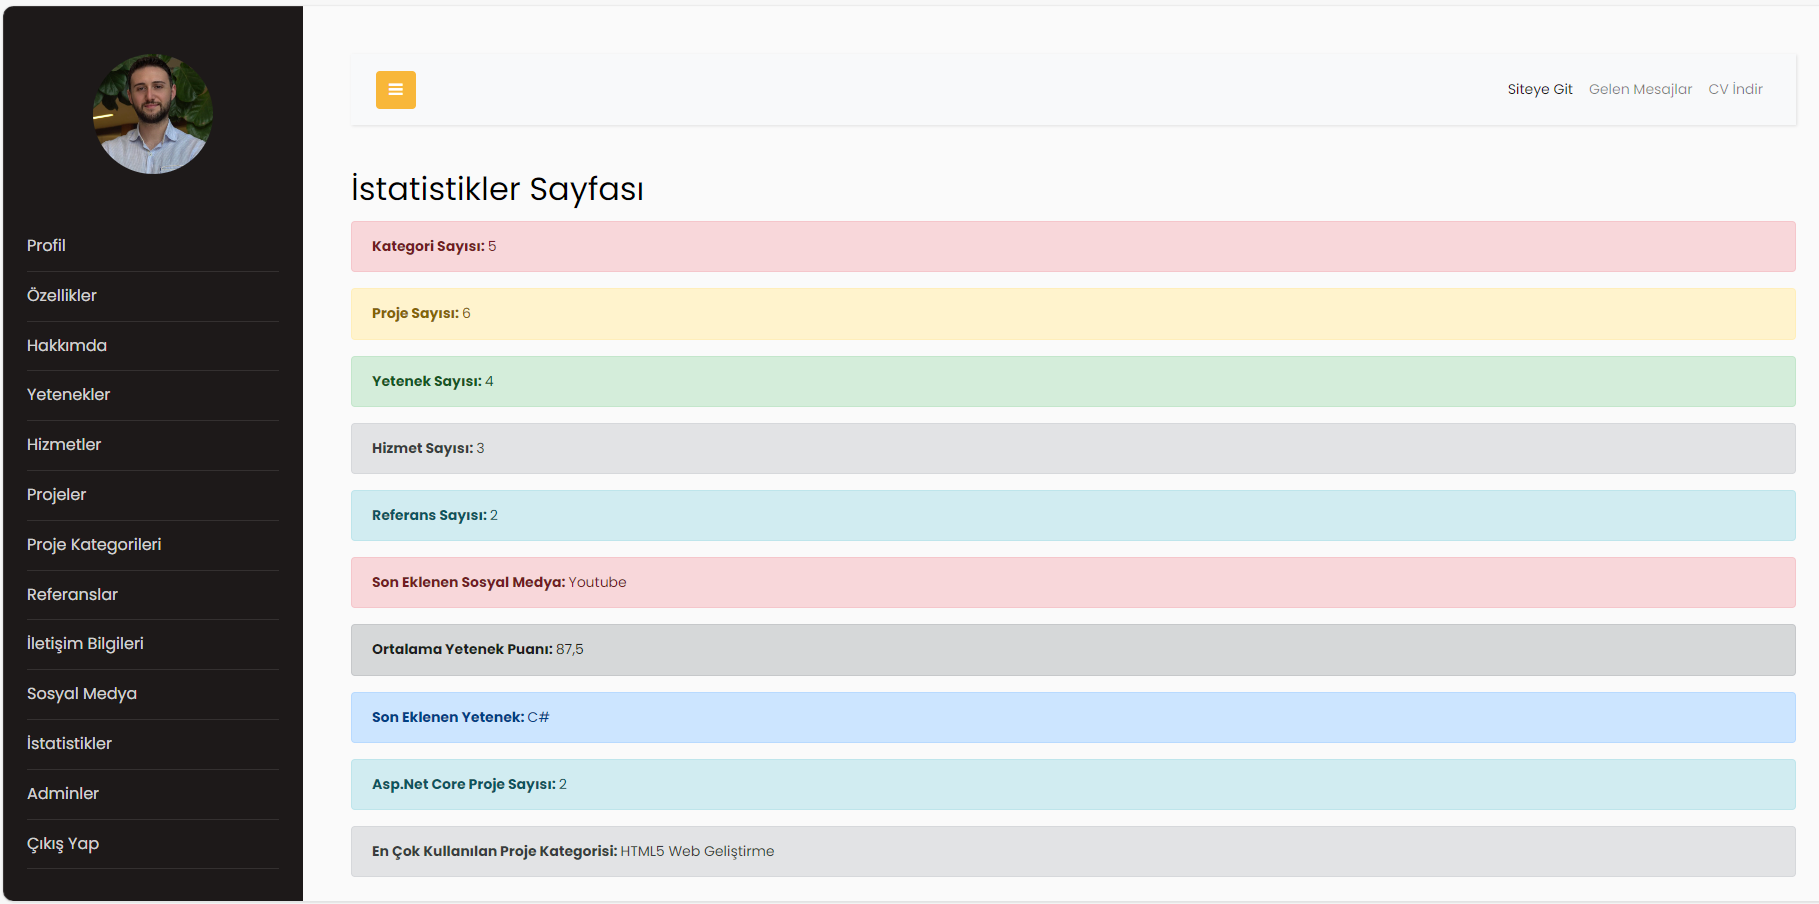 Profil
Özellikler
Hakkımda
Yetenekler
Hizmetler
Projeler
Proje Kategorileri
Referanslar
İletişim Bilgileri
Sosyal Medya
İstatistikler
Adminler
Çıkış Yap
Siteye Git Gelen Mesajlar CV İndir
İstatistikler Sayfası
Kategori Sayısı: 5
Proje Sayısı: 6
Yetenek Sayısı: 4
Hizmet Sayısı: 3
Referans Sayısı: 2
Son Eklenen Sosyal Medya: Youtube
Ortalama Yetenek Puanı: 87,5
Son Eklenen Yetenek: C#
Asp.Net Core Proje Sayısı: 2
En Çok Kullanılan Proje Kategorisi: HTML5 Web Geliştirme